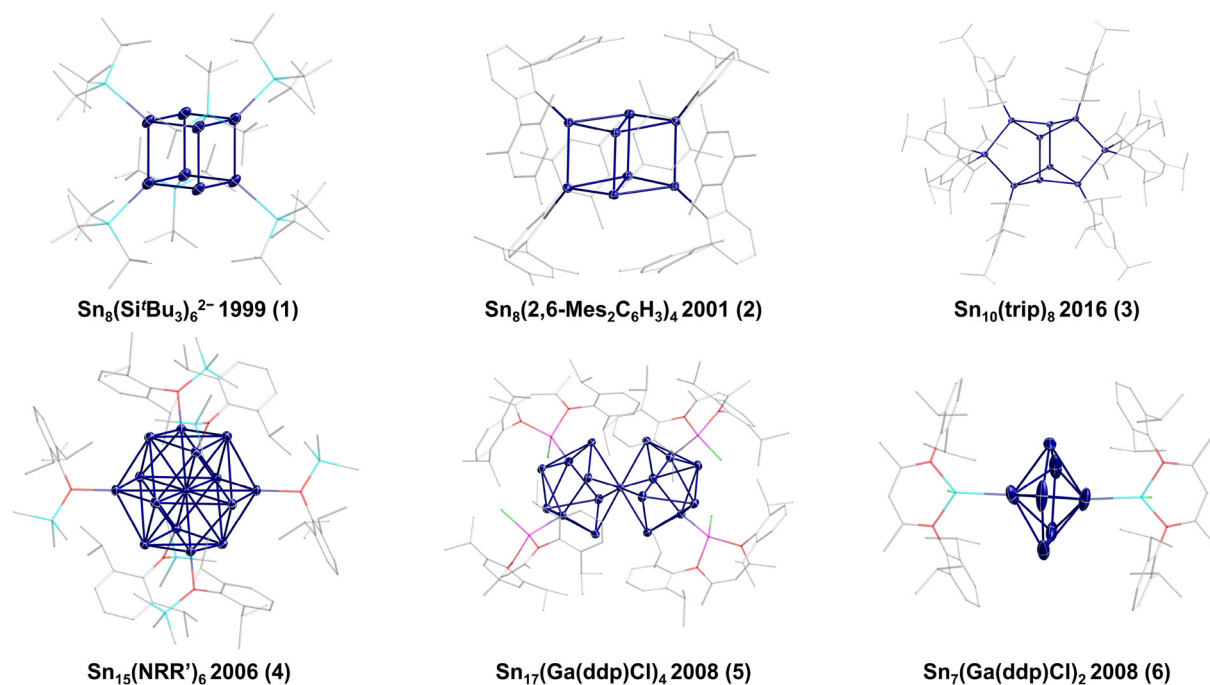 Sn₈(SiᵗBu₃)₆²⁻ 1999 (1)
Sn₈(2,6-Mes₂C₆H₃)₄ 2001 (2)
Sn₁₀(trip)₈ 2016 (3)
Sn₁₅(NRR')₆ 2006 (4)
Sn₁₇(Ga(ddp)Cl)₄ 2008 (5)
Sn₇(Ga(ddp)Cl)₂ 2008 (6)